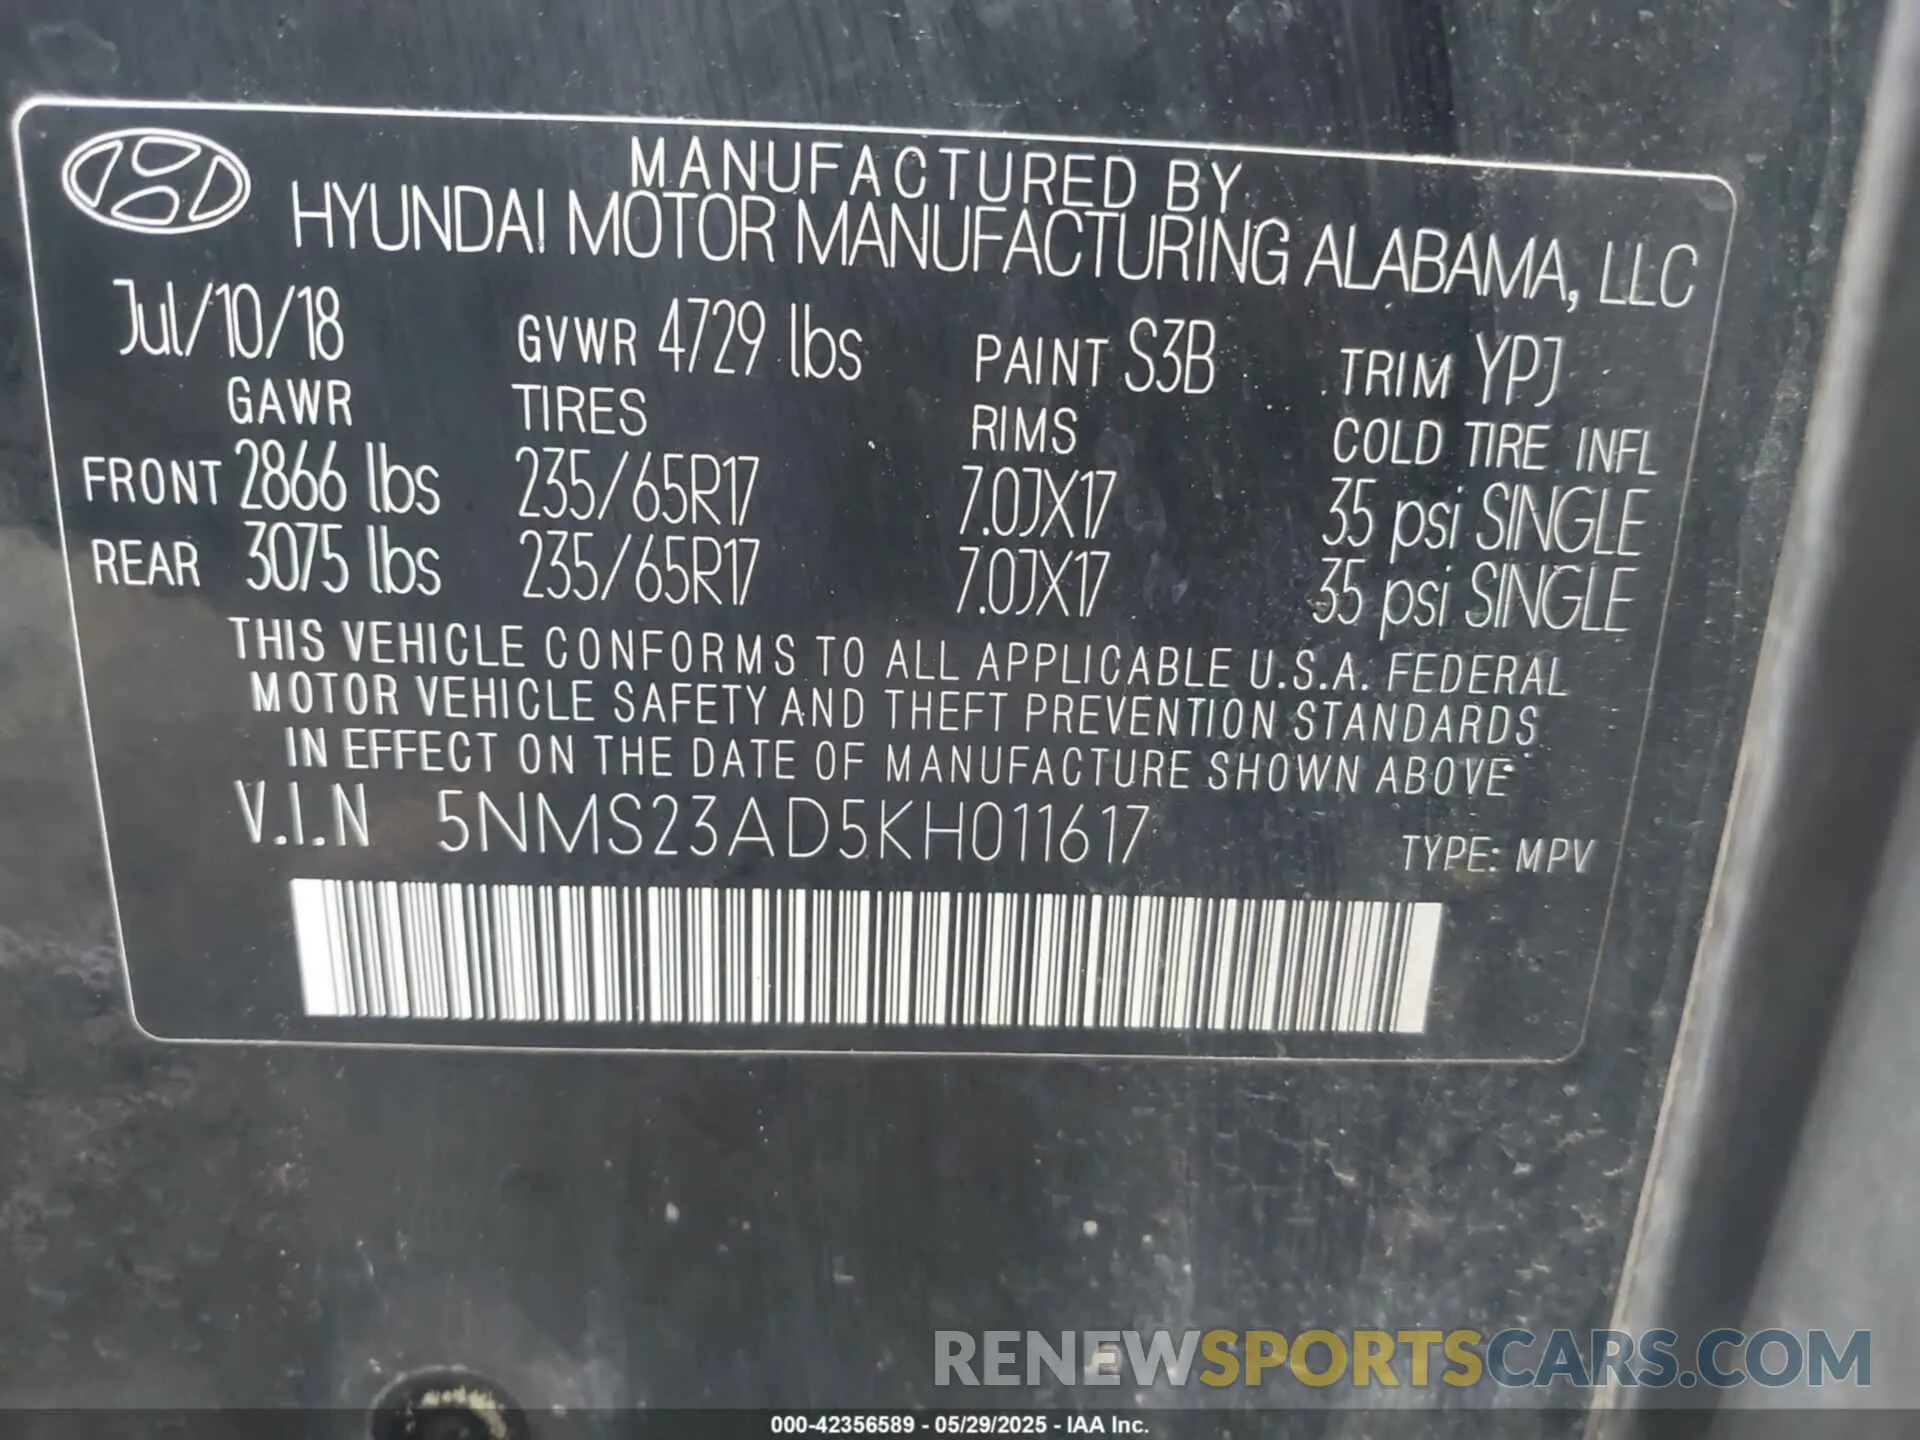 MANUFACTURED BY
HYUNDAI MOTOR MANUFACTURING ALABAMA, LLC
Jul/10/18 GVWR 4729 lbs PAINT S3B TRIM YPJ
GAWR TIRES RIMS COLD TIRE INFL
FRONT 2866 lbs 235/65R17 7.0JX17 35 psi SINGLE
REAR 3075 lbs 235/65R17 7.0JX17 35 psi SINGLE
THIS VEHICLE CONFORMS TO ALL APPLICABLE U.S.A. FEDERAL
MOTOR VEHICLE SAFETY AND THEFT PREVENTION STANDARDS
IN EFFECT ON THE DATE OF MANUFACTURE SHOWN ABOVE
V.I.N 5NMS23AD5KH011617 TYPE: MPV
RENEWSPORTSCARS.COM
000-42356589 - 05/29/2025 - IAA Inc.